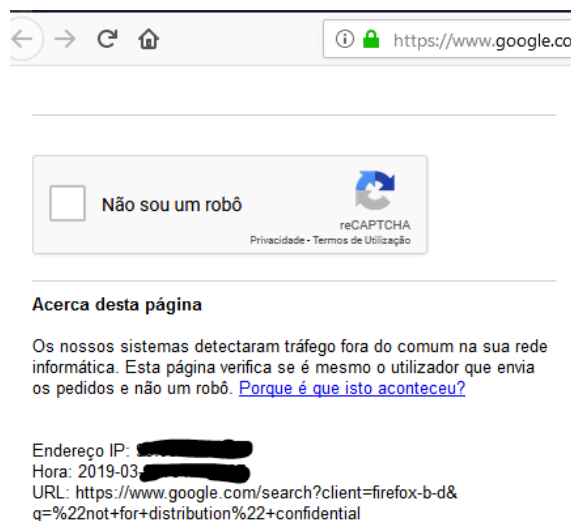 https://www.google.co
Não sou um robô
reCAPTCHA
Privacidade - Termos de Utilização
Acerca desta página
Os nossos sistemas detectaram tráfego fora do comum na sua rede
informática. Esta página verifica se é mesmo o utilizador que envia
os pedidos e não um robô. Porque é que isto aconteceu?
Endereço IP:
Hora: 2019-03-
URL: https://www.google.com/search?client=firefox-b-d&
q=%22not+for+distribution%22+confidential